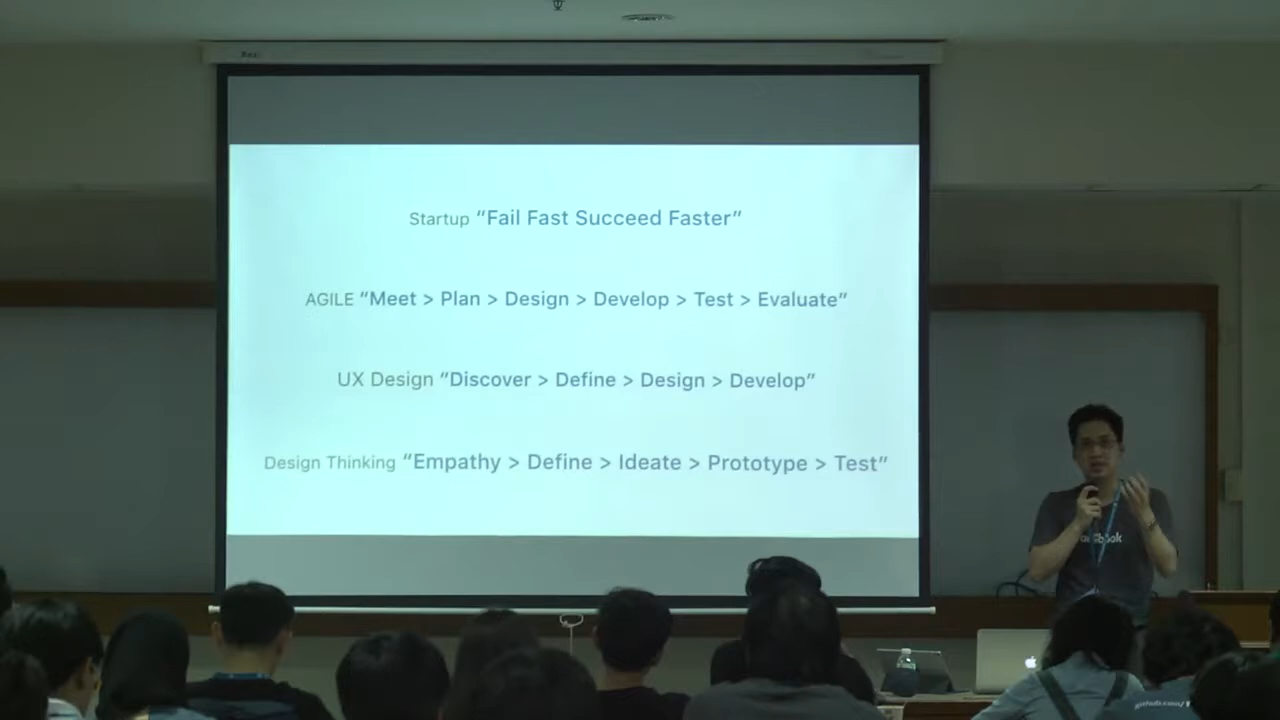 Startup “Fail Fast Succeed Faster”
AGILE “Meet > Plan > Design > Develop > Test > Evaluate”
UX Design “Discover > Define > Design > Develop”
Design Thinking “Empathy > Define > Ideate > Prototype > Test”